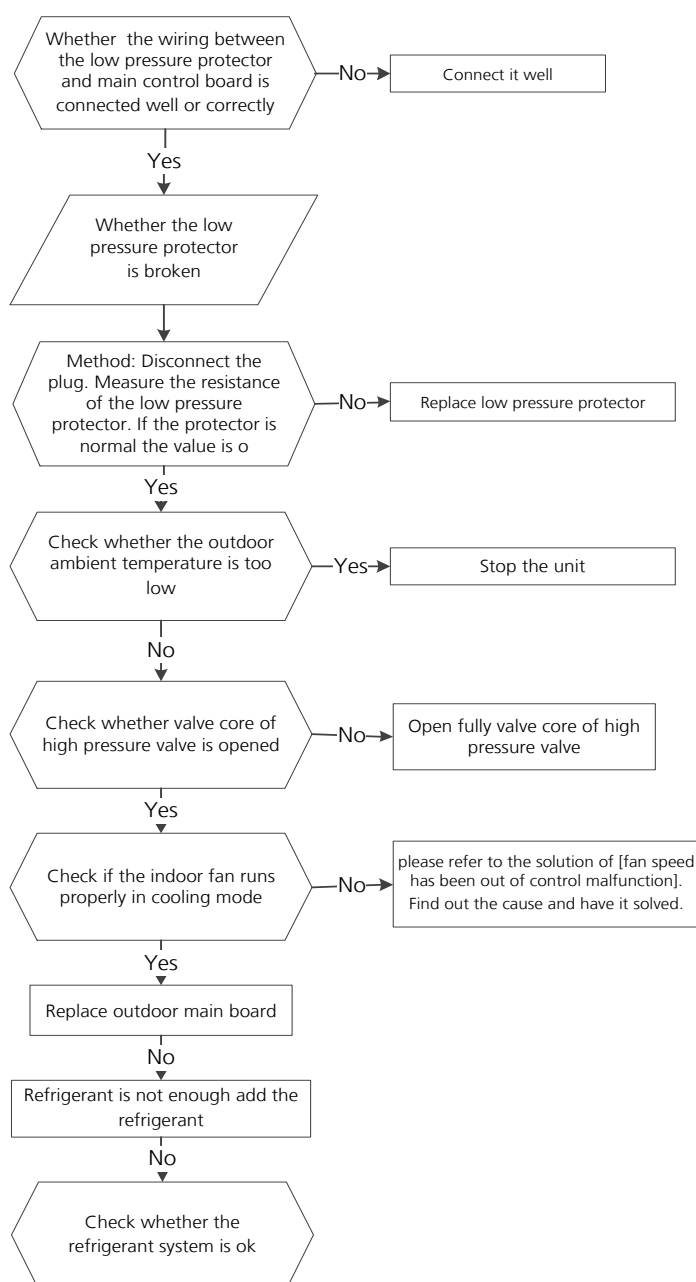 Whether the wiring between
the low pressure protector
and main control board is
connected well or correctly
No
Connect it well
Yes
Whether the low
pressure protector
is broken
Method: Disconnect the
plug. Measure the resistance
of the low pressure
protector. If the protector is
normal the value is o
No
Replace low pressure protector
Yes
Check whether the outdoor
ambient temperature is too
low
Yes
Stop the unit
No
Check whether valve core of
high pressure valve is opened
No
Open fully valve core of high
pressure valve
Yes
Check if the indoor fan runs
properly in cooling mode
No
please refer to the solution of [fan speed
has been out of control malfunction].
Find out the cause and have it solved.
Yes
Replace outdoor main board
No
Refrigerant is not enough add the
refrigerant
No
Check whether the
refrigerant system is ok